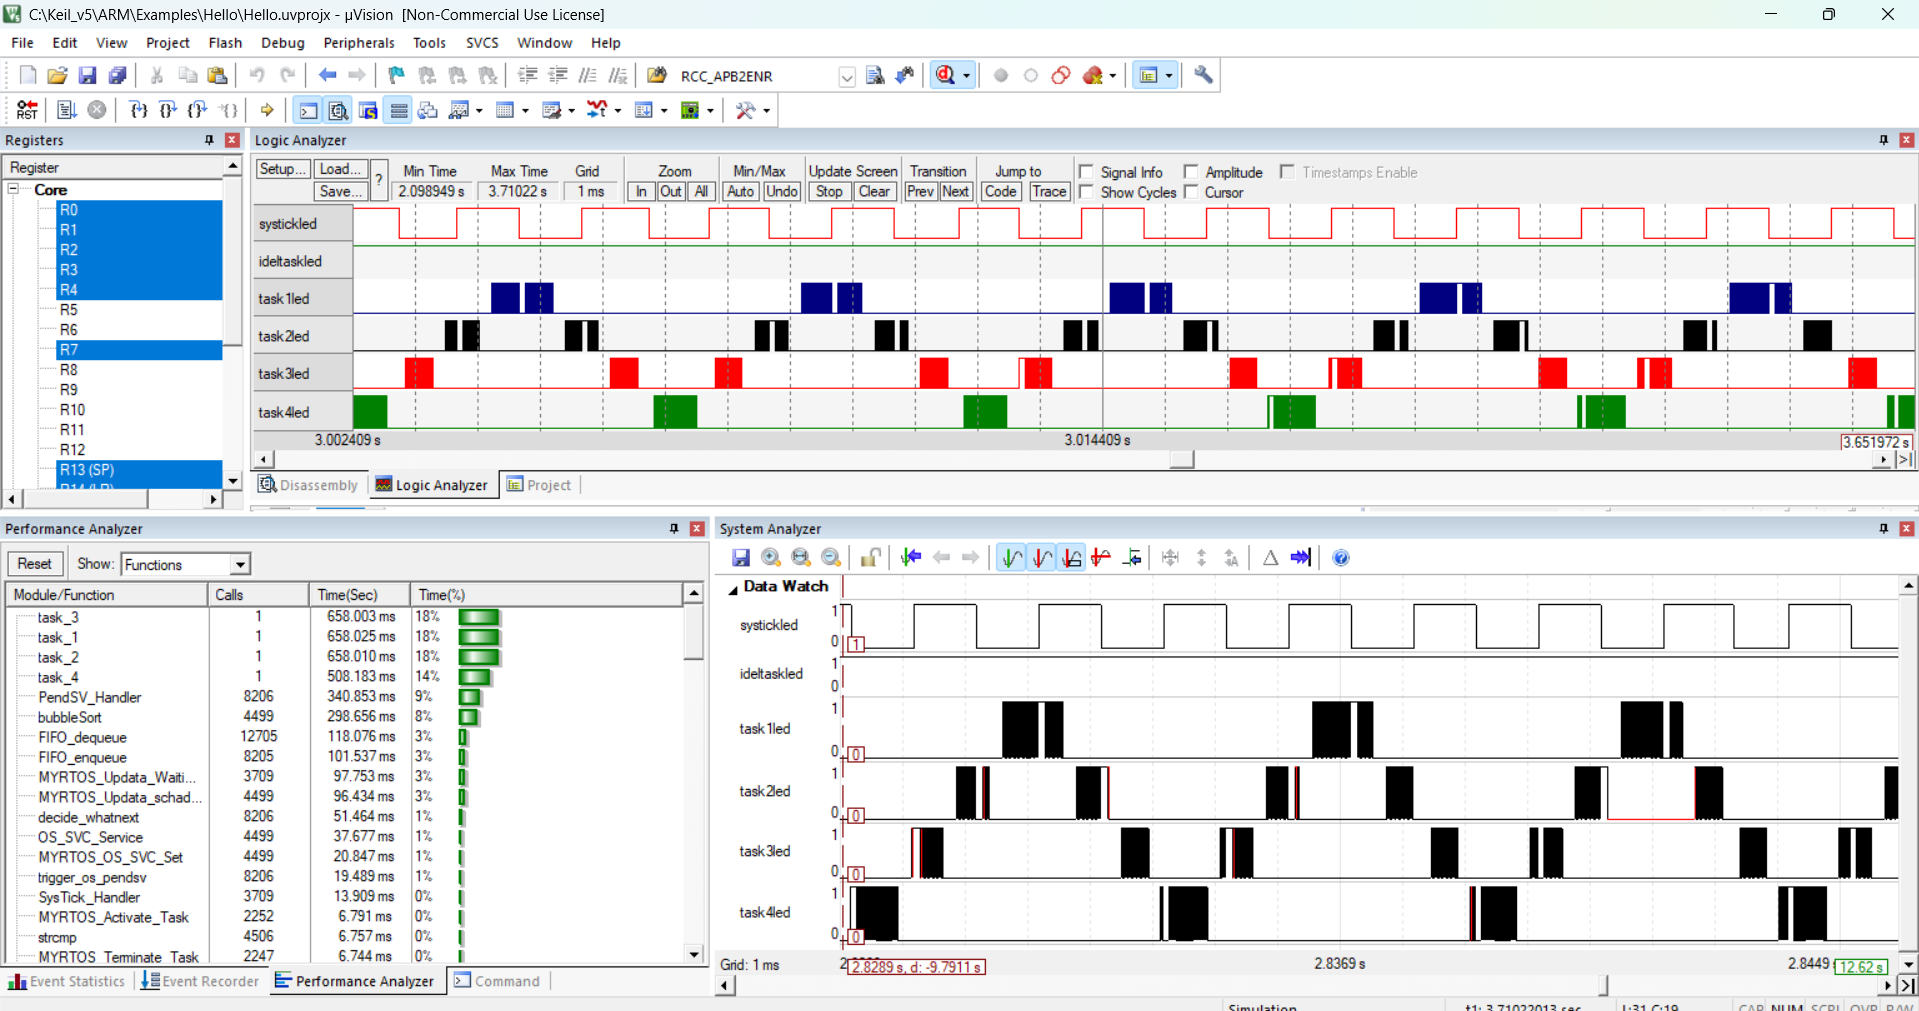 C:\Keil_v5\ARM\Examples\Hello\Hello.uvprojx - µVision [Non-Commercial Use License]
File Edit View Project Flash Debug Peripherals Tools SVCS Window Help
RCC_APB2ENR
RST
Registers
Register
Core
R0
R1
R2
R3
R4
R5
R6
R7
R8
R9
R10
R11
R12
R13 (SP)
R14 (LR)
Logic Analyzer
Setup... Load... ? Min Time Max Time Grid Zoom Min/Max Update Screen Transition Jump to Signal Info Amplitude Timestamps Enable
Save... 2.098949 s 3.71022 s 1 ms In Out All Auto Undo Stop Clear Prev Next Code Trace Show Cycles Cursor
systickled
ideltaskled
task1led
task2led
task3led
task4led
3.002409 s 3.014409 s 3.651972 s
Disassembly Logic Analyzer Project
Performance Analyzer
Reset Show: Functions
Module/Function Calls Time(Sec) Time(%)
task_3 1 658.003 ms 18%
task_1 1 658.025 ms 18%
task_2 1 658.010 ms 18%
task_4 1 508.183 ms 14%
PendSV_Handler 8206 340.853 ms 9%
bubbleSort 4499 298.656 ms 8%
FIFO_dequeue 12705 118.076 ms 3%
FIFO_enqueue 8205 101.537 ms 3%
MYRTOS_Updata_Waiti... 3709 97.753 ms 3%
MYRTOS_Updata_schad... 4499 96.434 ms 3%
decide_whatnext 8206 51.464 ms 1%
OS_SVC_Service 4499 37.677 ms 1%
MYRTOS_OS_SVC_Set 4499 20.847 ms 1%
trigger_os_pendsv 8206 19.489 ms 1%
SysTick_Handler 3709 13.909 ms 0%
MYRTOS_Activate_Task 2252 6.791 ms 0%
strcmp 4506 6.757 ms 0%
MYRTOS_Teminate_Task 2247 6.744 ms 0%
Event Statistics Event Recorder Performance Analyzer Command
System Analyzer
Data Watch
systickled 1 0 1
ideltaskled 1 0
task1led 1 0 0
task2led 1 0 0
task3led 1 0 0
task4led 1 0 0
Grid: 1 ms 2.8289 s, d: -9.7911 s 2.8369 s 2.8449 12.62 s
Simulation t1: 3.71022013 sec L:31 C:19 CAP NUM SCRL OVR R/W